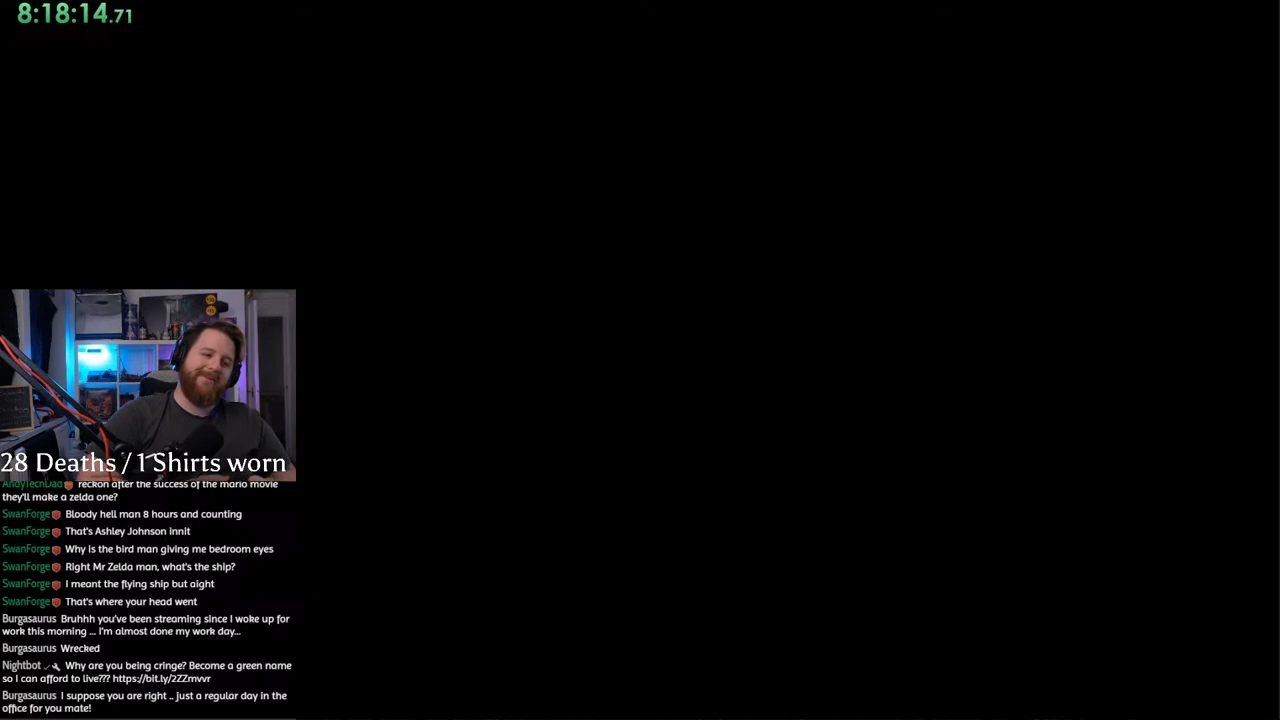 8:18:14.71
28 Deaths / 1 Shirts worn
AndyTechDad reckon after the success of the mario movie
they'll make a zelda one?
SwanForge Bloody hell man 8 hours and counting
SwanForge That's Ashley Johnson innit
SwanForge Why is the bird man giving me bedroom eyes
SwanForge Right Mr Zelda man, what's the ship?
SwanForge I meant the flying ship but aight
SwanForge That's where your head went
Burgasaurus Bruhhh you've been streaming since I woke up for
work this morning ... I'm almost done my work day...
Burgasaurus Wrecked
Nightbot Why are you being cringe? Become a green name
so I can afford to live??? https://bit.ly/2ZZmvvr
Burgasaurus I suppose you are right .. just a regular day in the
office for you mate!